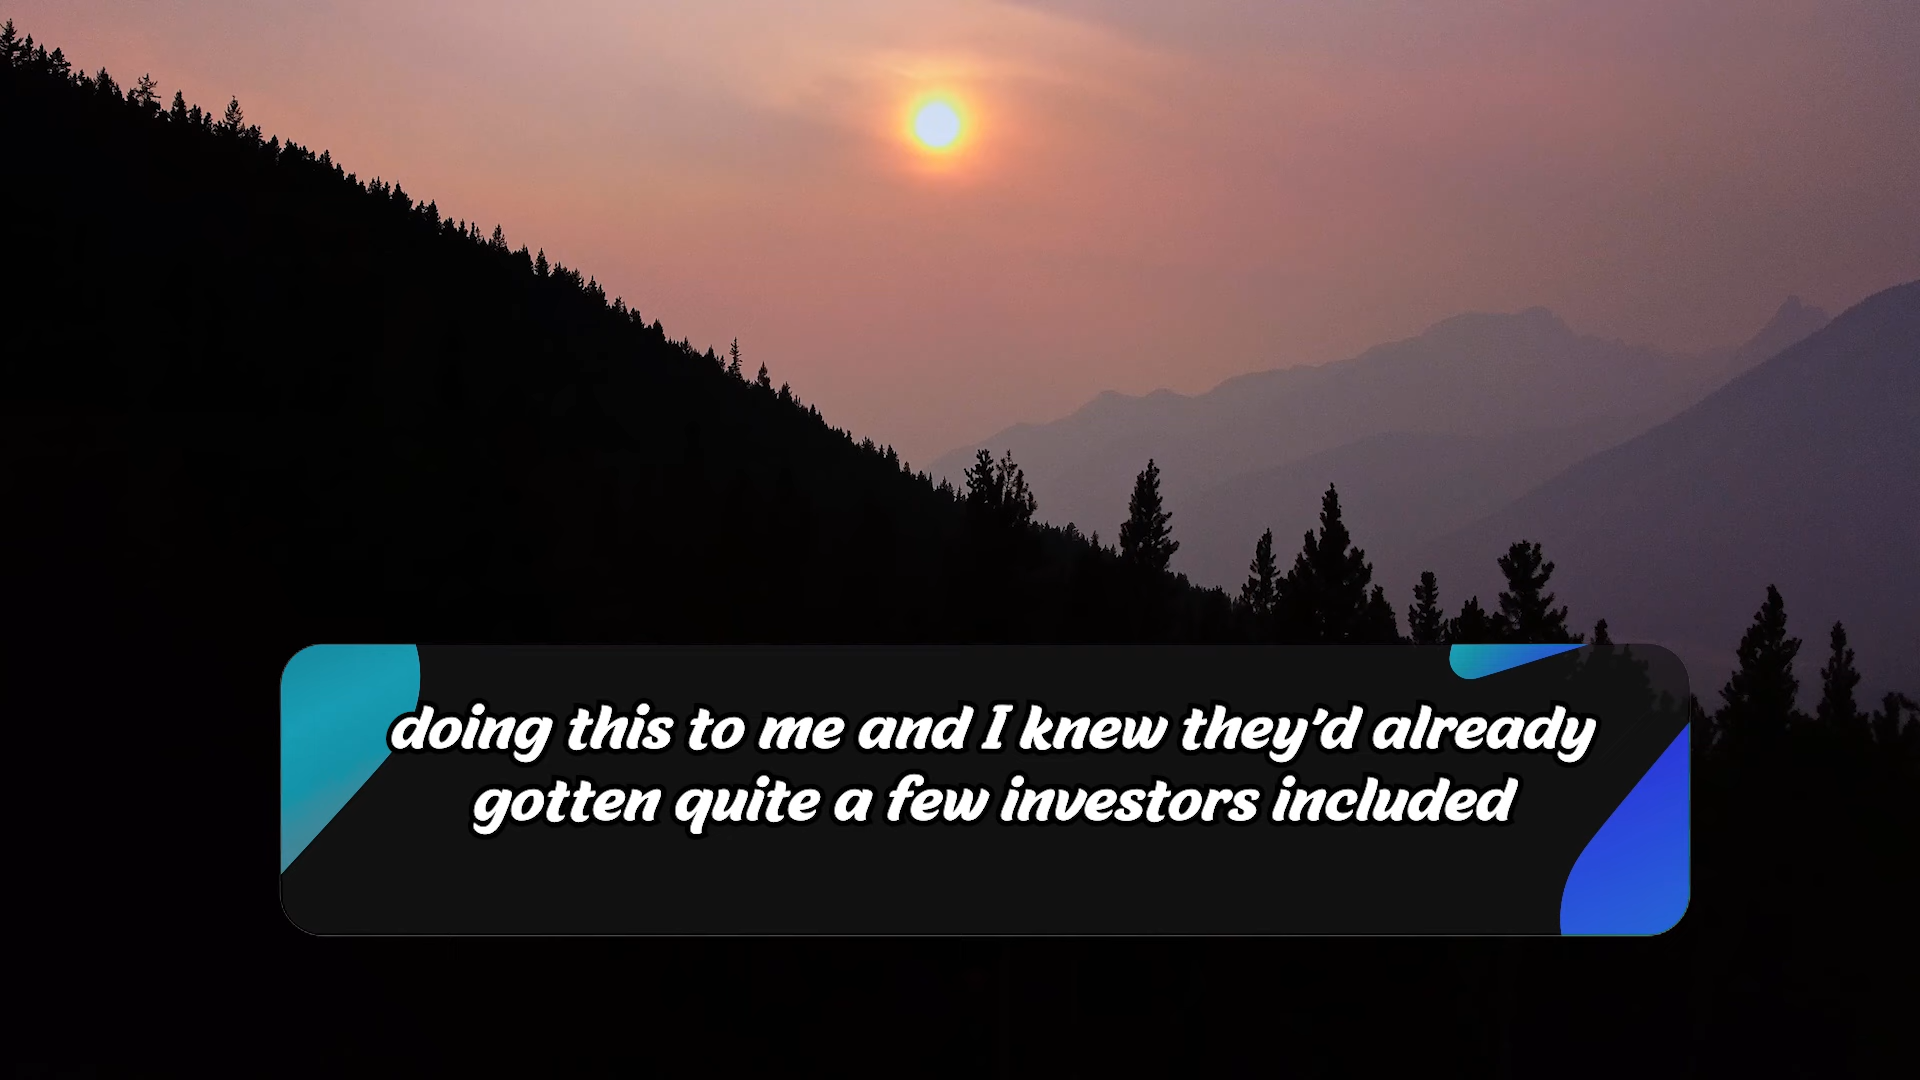 doing this to me and I knew they'd already
gotten quite a few investors included